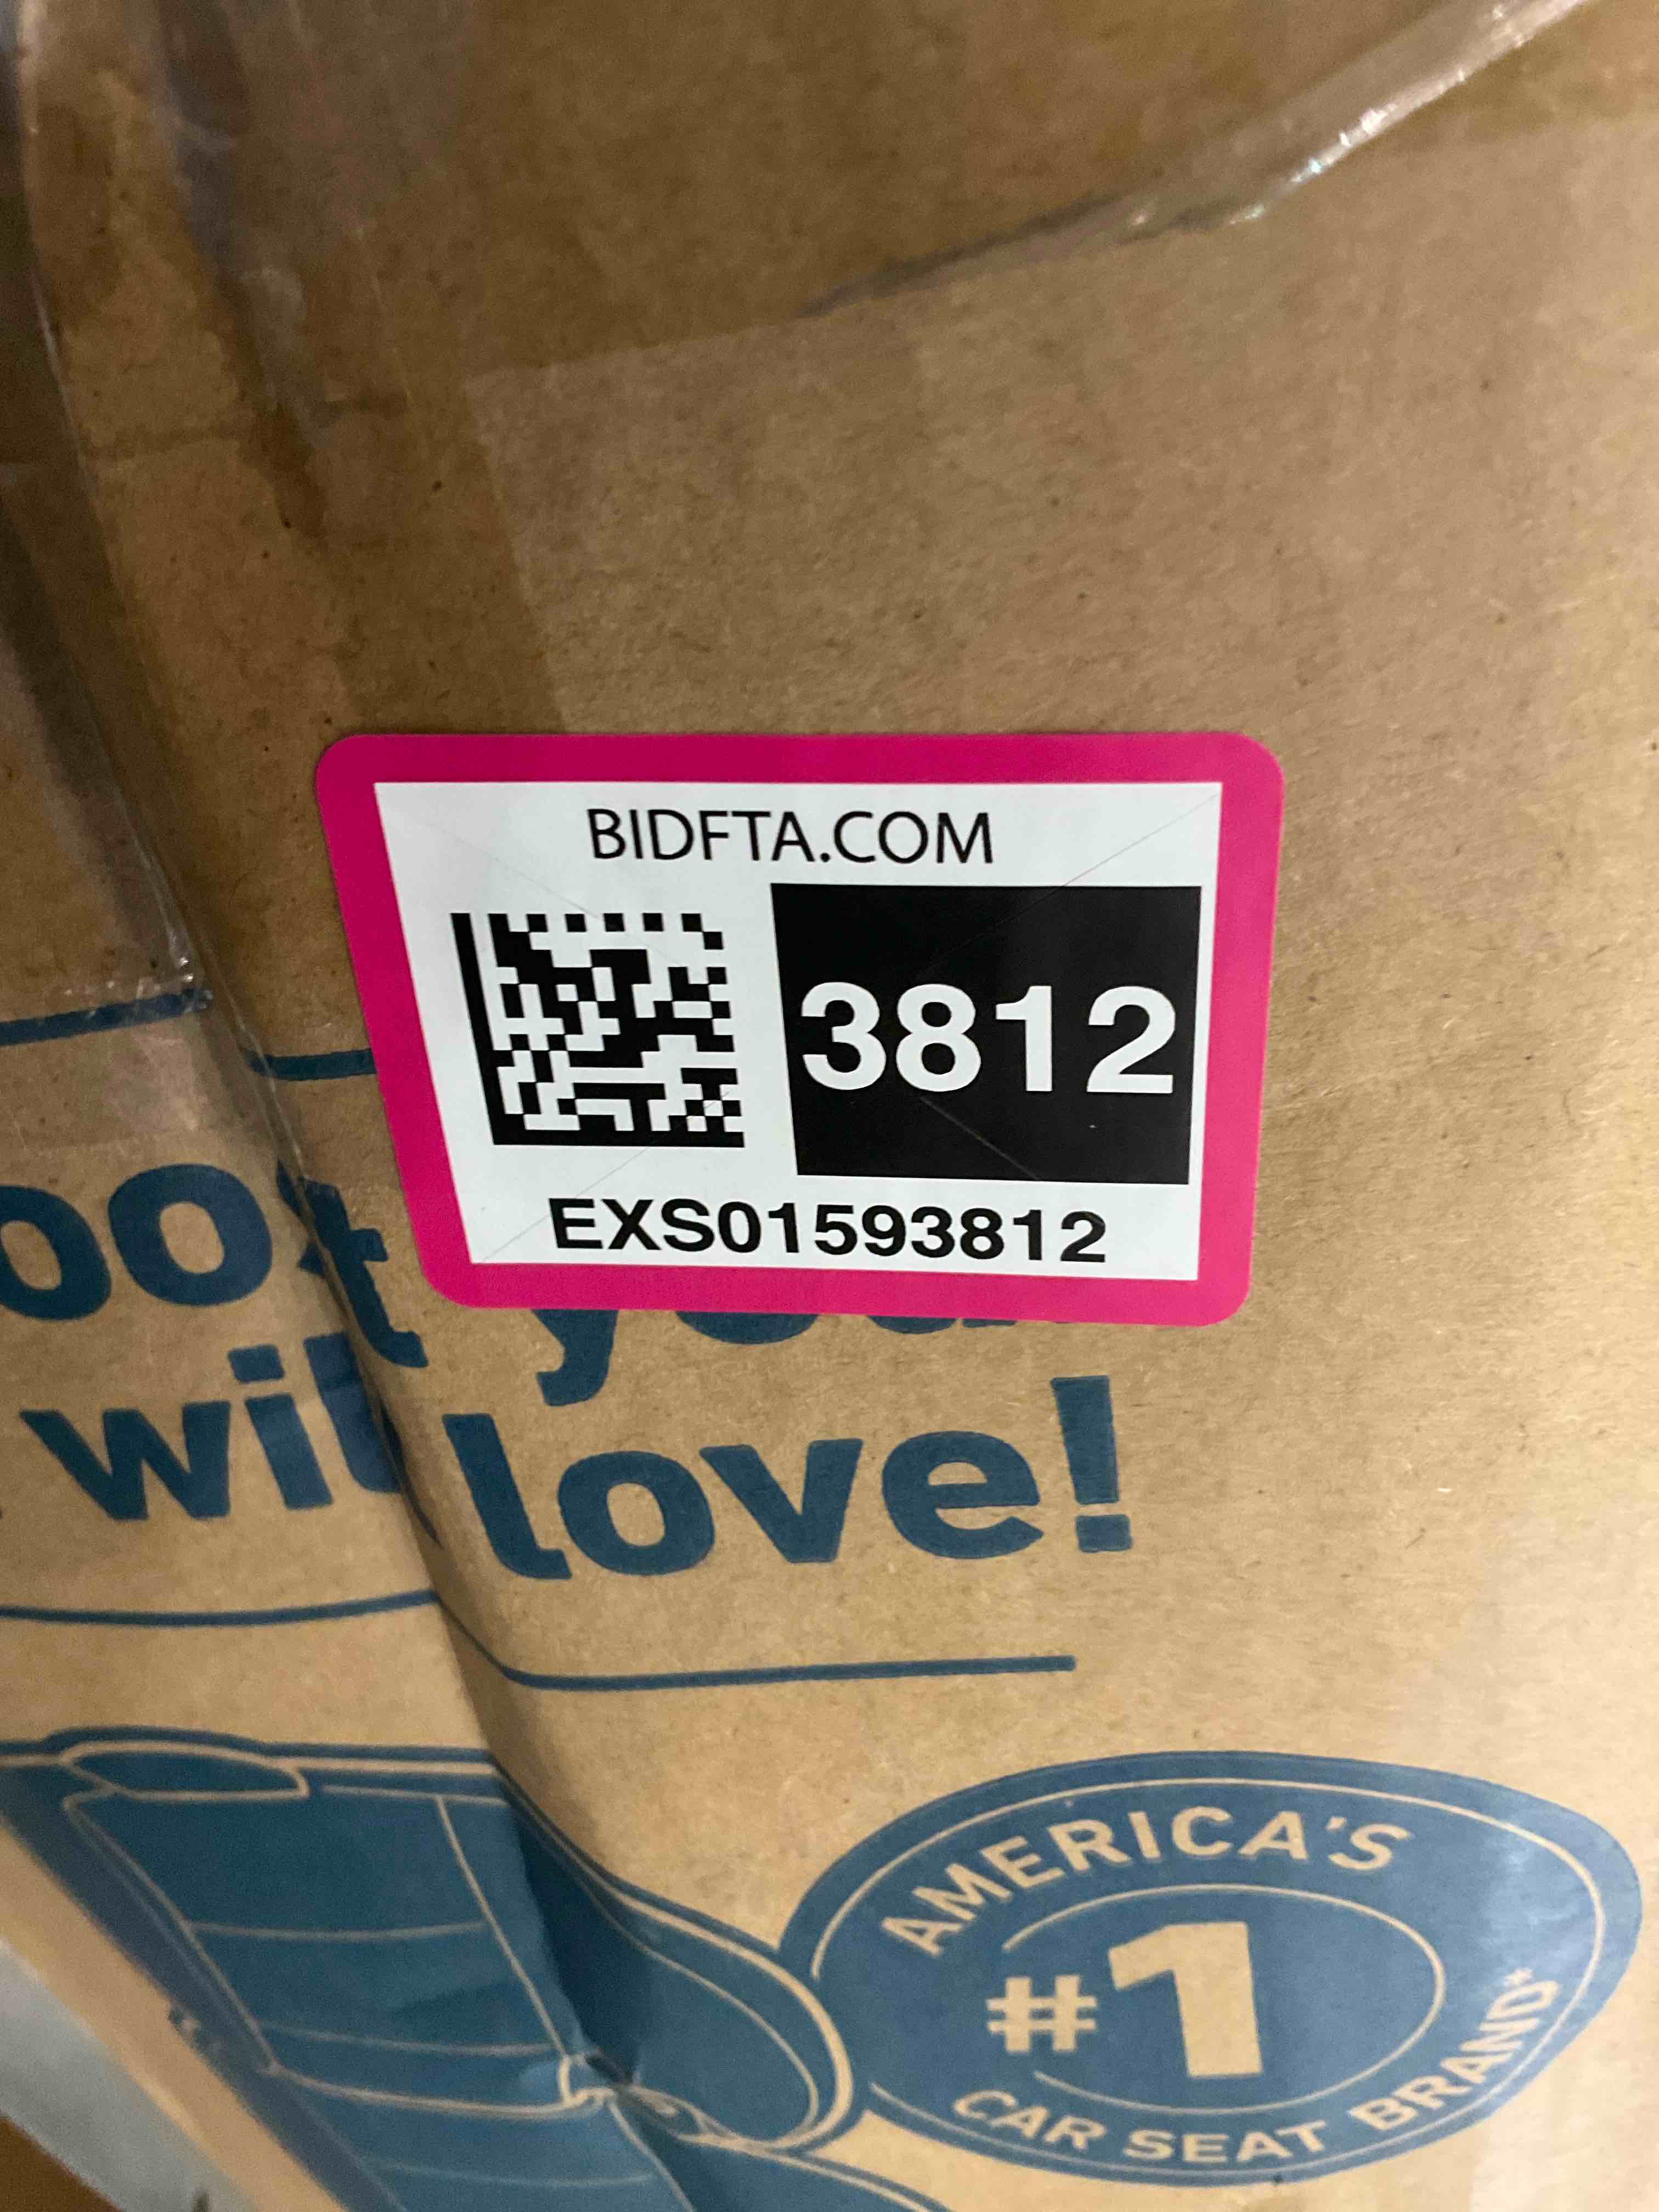 BIDFTA.COM
3812
EXS01593812
love!
AMERICA'S
#1
CAR SEAT BRAND*